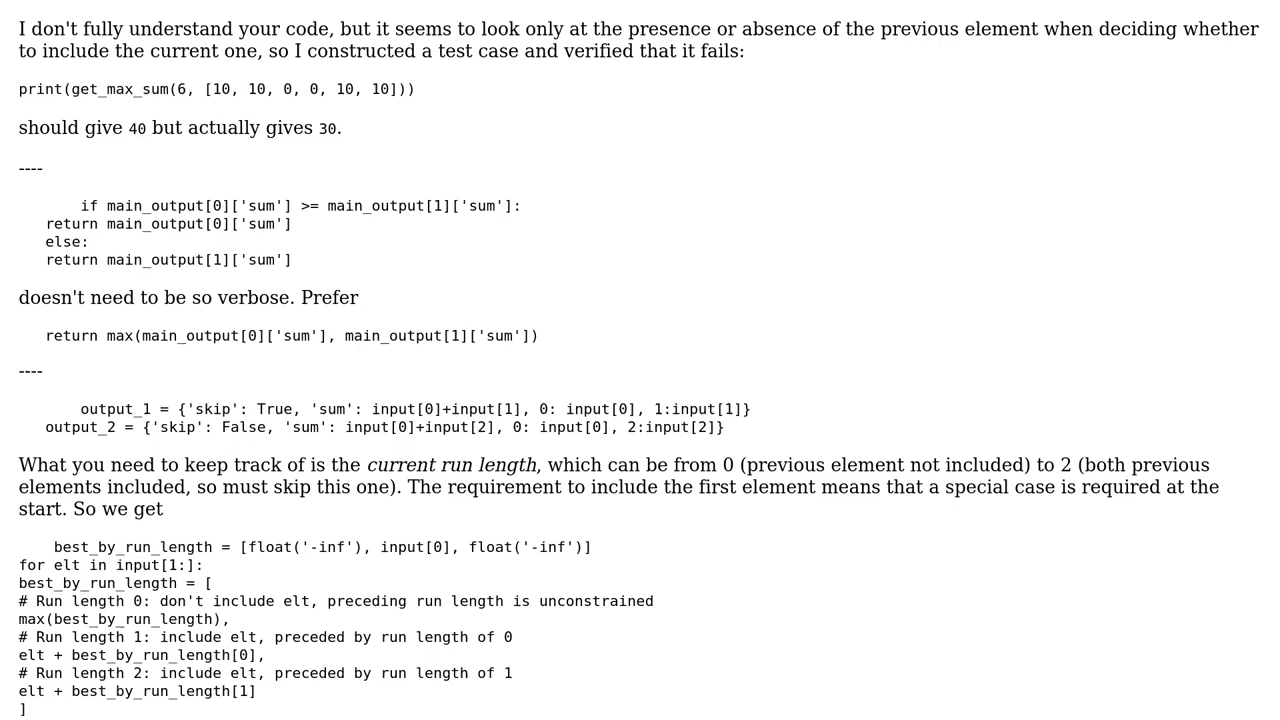 I don't fully understand your code, but it seems to look only at the presence or absence of the previous element when deciding whether
to include the current one, so I constructed a test case and verified that it fails:
print(get_max_sum(6, [10, 10, 0, 0, 10, 10]))
should give 40 but actually gives 30.
----
if main_output[0]['sum'] >= main_output[1]['sum']:
return main_output[0]['sum']
else:
return main_output[1]['sum']
doesn't need to be so verbose. Prefer
return max(main_output[0]['sum'], main_output[1]['sum'])
----
output_1 = {'skip': True, 'sum': input[0]+input[1], 0: input[0], 1:input[1]}
output_2 = {'skip': False, 'sum': input[0]+input[2], 0: input[0], 2:input[2]}
What you need to keep track of is the current run length, which can be from 0 (previous element not included) to 2 (both previous
elements included, so must skip this one). The requirement to include the first element means that a special case is required at the
start. So we get
best_by_run_length = [float('-inf'), input[0], float('-inf')]
for elt in input[1:]:
best_by_run_length = [
# Run length 0: don't include elt, preceding run length is unconstrained
max(best_by_run_length),
# Run length 1: include elt, preceded by run length of 0
elt + best_by_run_length[0],
# Run length 2: include elt, preceded by run length of 1
elt + best_by_run_length[1]
]